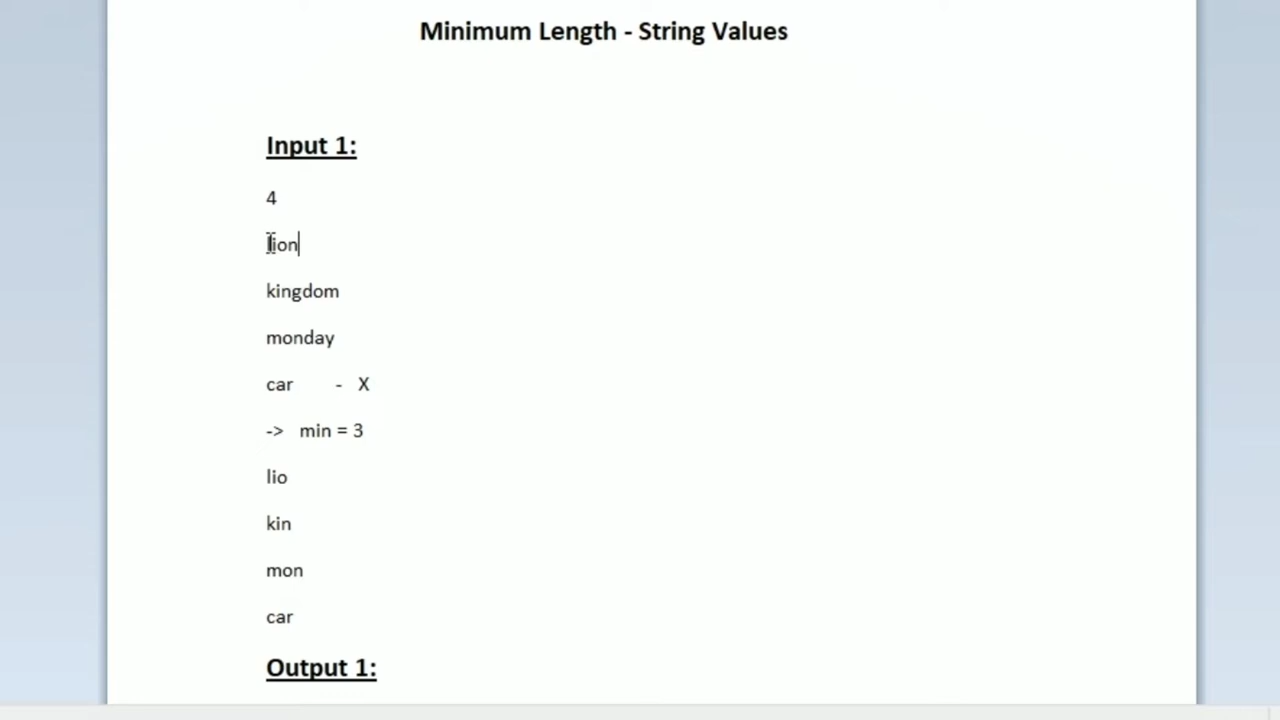 Minimum Length - String Values
Input 1:
4
lion
kingdom
monday
car - X
-> min = 3
lio
kin
mon
car
Output 1: